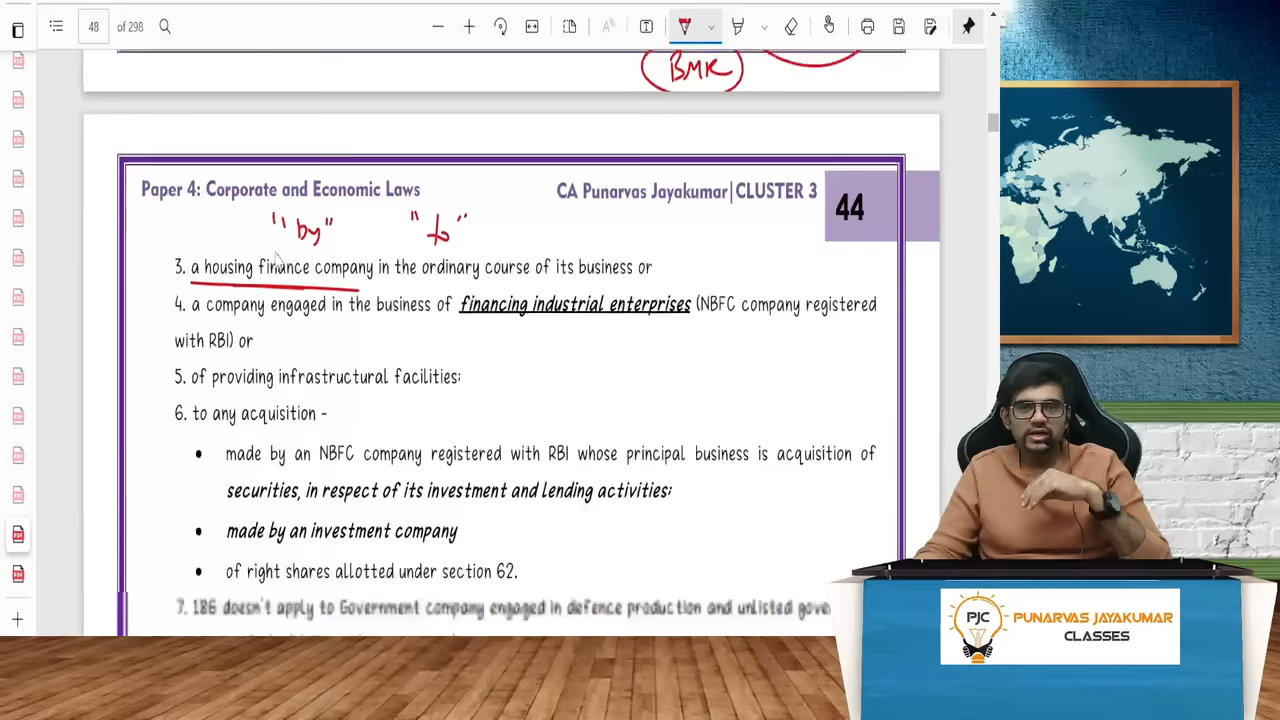 48 of 298
BMR
Paper 4: Corporate and Economic Laws
CA Punarvas Jayakumar|CLUSTER 3
44
"by" "to"
3. a housing finance company in the ordinary course of its business or
4. a company engaged in the business of financing industrial enterprises (NBFC company registered
with RBI) or
5. of providing infrastructural facilities;
6. to any acquisition -
• made by an NBFC company registered with RBI whose principal business is acquisition of
securities, in respect of its investment and lending activities;
• made by an investment company
• of right shares allotted under section 62.
7. 186 doesn't apply to Government company engaged in defence production and unlisted gove
PJC
PUNARVAS JAYAKUMAR
CLASSES